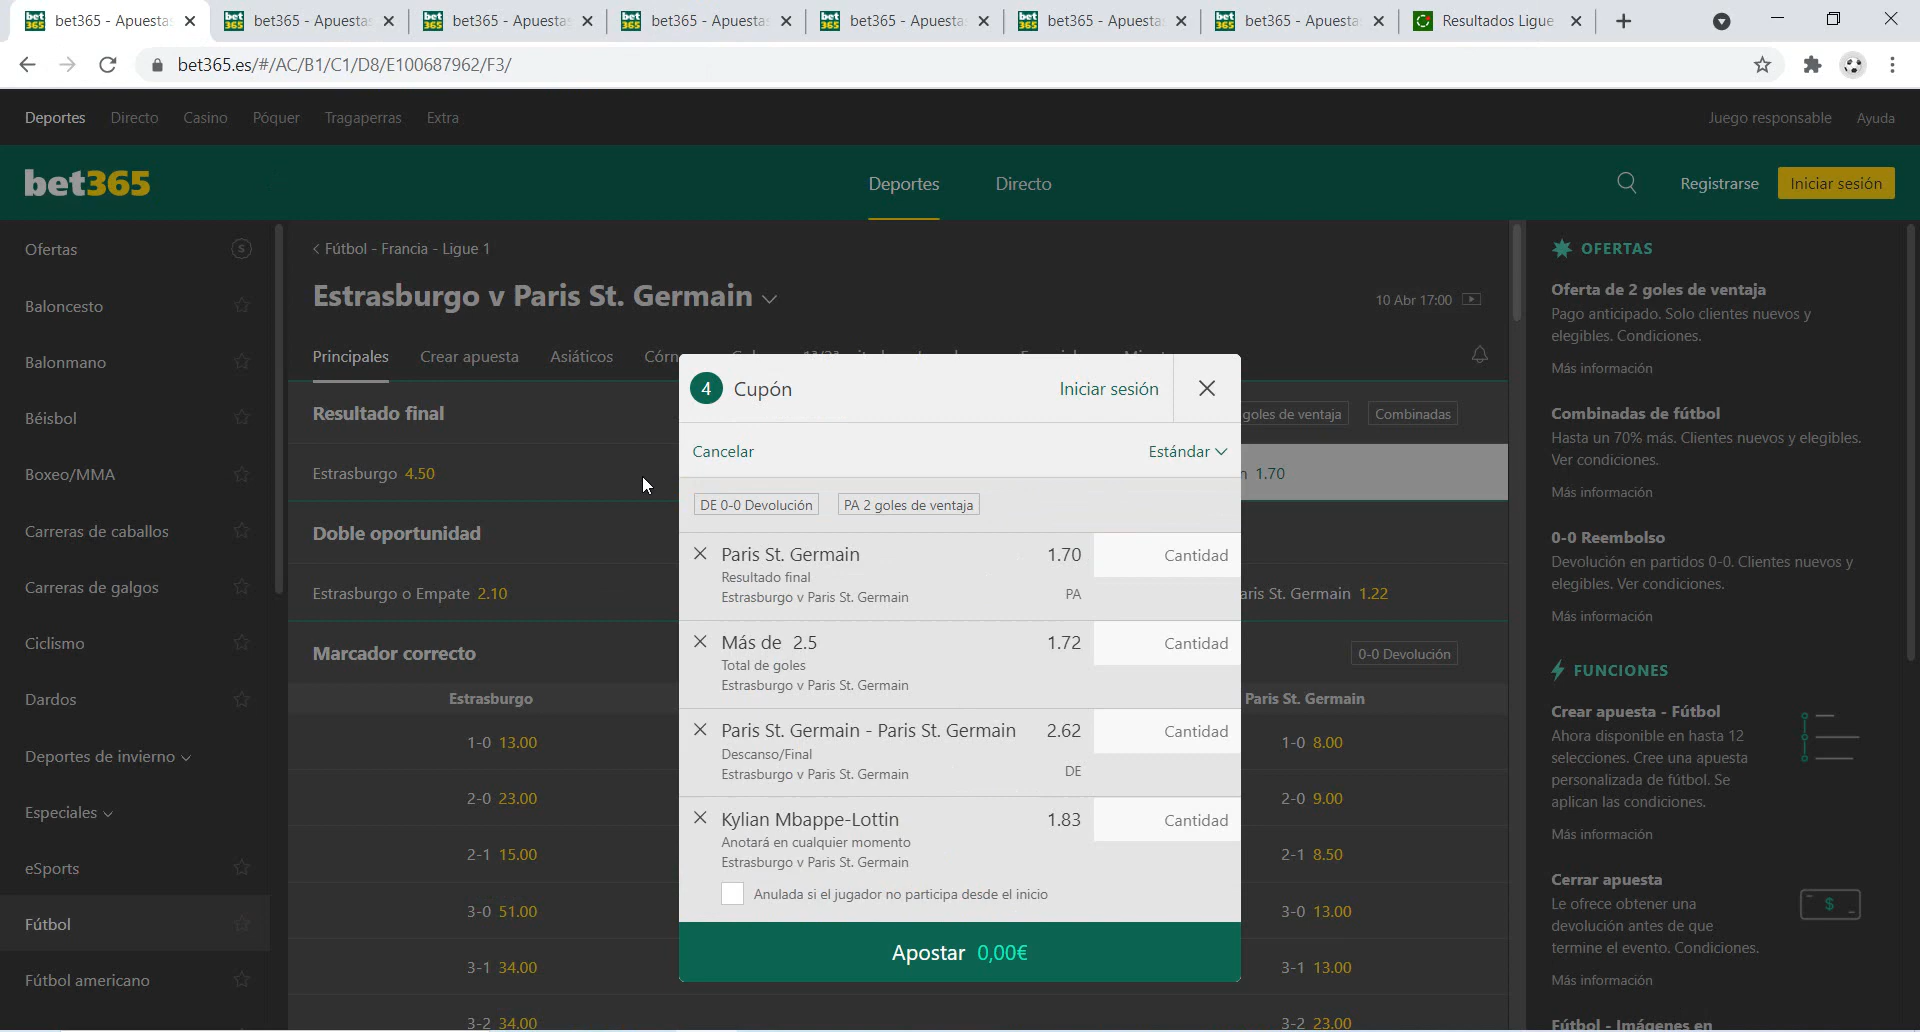 bet365 - Apuestas
bet365 - Apuestas
bet365 - Apuestas
bet365 - Apuestas
bet365 - Apuestas
bet365 - Apuestas
bet365 - Apuesta
Resultados Ligue
bet365.es/#/AC/B1/C1/D8/E100687962/F3/
Deportes Directo Casino Póquer Tragaperras Extra Juego responsable Ayuda
bet365 Deportes Directo Registrarse Iniciar sesión
Ofertas
Baloncesto
Balonmano
Béisbol
Boxeo/MMA
Carreras de caballos
Carreras de galgos
Ciclismo
Dardos
Deportes de invierno
Especiales
eSports
Fútbol
Fútbol americano
< Fútbol - Francia - Ligue 1
Estrasburgo v Paris St. Germain
10 Abr 17:00
Principales Crear apuesta Asiáticos
Resultado final
goles de ventaja Combinadas
Estrasburgo 4.50
1.70
Doble oportunidad
Estrasburgo o Empate 2.10
St. Germain 1.22
Marcador correcto
0-0 Devolución
Estrasburgo Paris St. Germain
1-0 13.00 1-0 8.00
2-0 23.00 2-0 9.00
2-1 15.00 2-1 8.50
3-0 51.00 3-0 13.00
3-1 34.00 3-1 13.00
3-2 34.00 3-2 23.00
4 Cupón Iniciar sesión
Cancelar Estándar
DE 0-0 Devolución PA 2 goles de ventaja
Paris St. Germain 1.70 Cantidad
Resultado final
Estrasburgo v Paris St. Germain PA
Más de 2.5 1.72 Cantidad
Total de goles
Estrasburgo v Paris St. Germain
Paris St. Germain - Paris St. Germain 2.62 Cantidad
Descanso/Final
Estrasburgo v Paris St. Germain DE
Kylian Mbappe-Lottin 1.83 Cantidad
Anotará en cualquier momento
Estrasburgo v Paris St. Germain
Anulada si el jugador no participa desde el inicio
Apostar 0,00€
OFERTAS
Oferta de 2 goles de ventaja
Pago anticipado. Solo clientes nuevos y
elegibles. Condiciones.
Más información
Combinadas de fútbol
Hasta un 70% más. Clientes nuevos y elegibles.
Ver condiciones.
Más información
0-0 Reembolso
Devolución en partidos 0-0. Clientes nuevos y
elegibles. Ver condiciones.
Más información
FUNCIONES
Crear apuesta - Fútbol
Ahora disponible en hasta 12
selecciones. Cree una apuesta
personalizada de fútbol. Se
aplican las condiciones.
Más información
Cerrar apuesta
Le ofrece obtener una
devolución antes de que
termine el evento. Condiciones.
Más información
Fútbol - Imágenes en